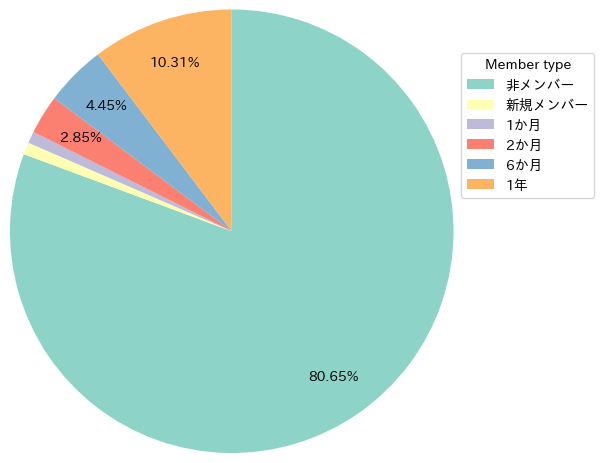 10.31%
4.45%
2.85%
80.65%
Member type
非メンバー
新規メンバー
1か月
2か月
6か月
1年